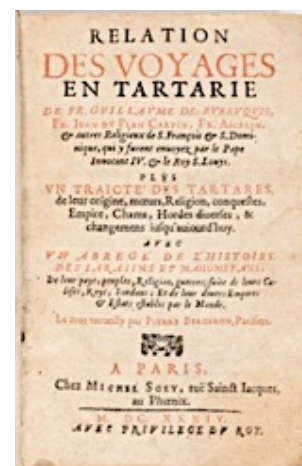 RELATION
DES VOYAGES
EN TARTARIE
DE FR. GVILLAVME DE RVBRVQVIS,
FR. IEAN DV PLAN CARPIN, FR. ASCELIN,
& autres Religieux de S. François & S. Domi-
nique, qui y furent enuoyez par le Pape
Innocent IV. & le Roy S. Louys.
PLVS
VN TRAICTÉ DES TARTARES,
de leur origine, mœurs, Religion, conquestes,
Empire, Chams, Hordes diuerses, &
changemens iusqu'auiourd'huy.
AVEC
VN ABREGÉ DE L'HISTOIRE
DES SARASINS ET MAHOMETANS:
De leur pays, peuples, Religion, guerres; suite de leurs Ca-
lifes, Roys, Soudans; Et de leur diuers Empires
& Estats establis par le Monde.
Le tout recueilly par PIERRE BERGERON, Parisien.
A PARIS,
Chez MICHEL SOLY, ruë Sainct Iacques,
au Phœnix.
M. DC. XXXIV.
AVEC PRIVILEGE DV ROY.